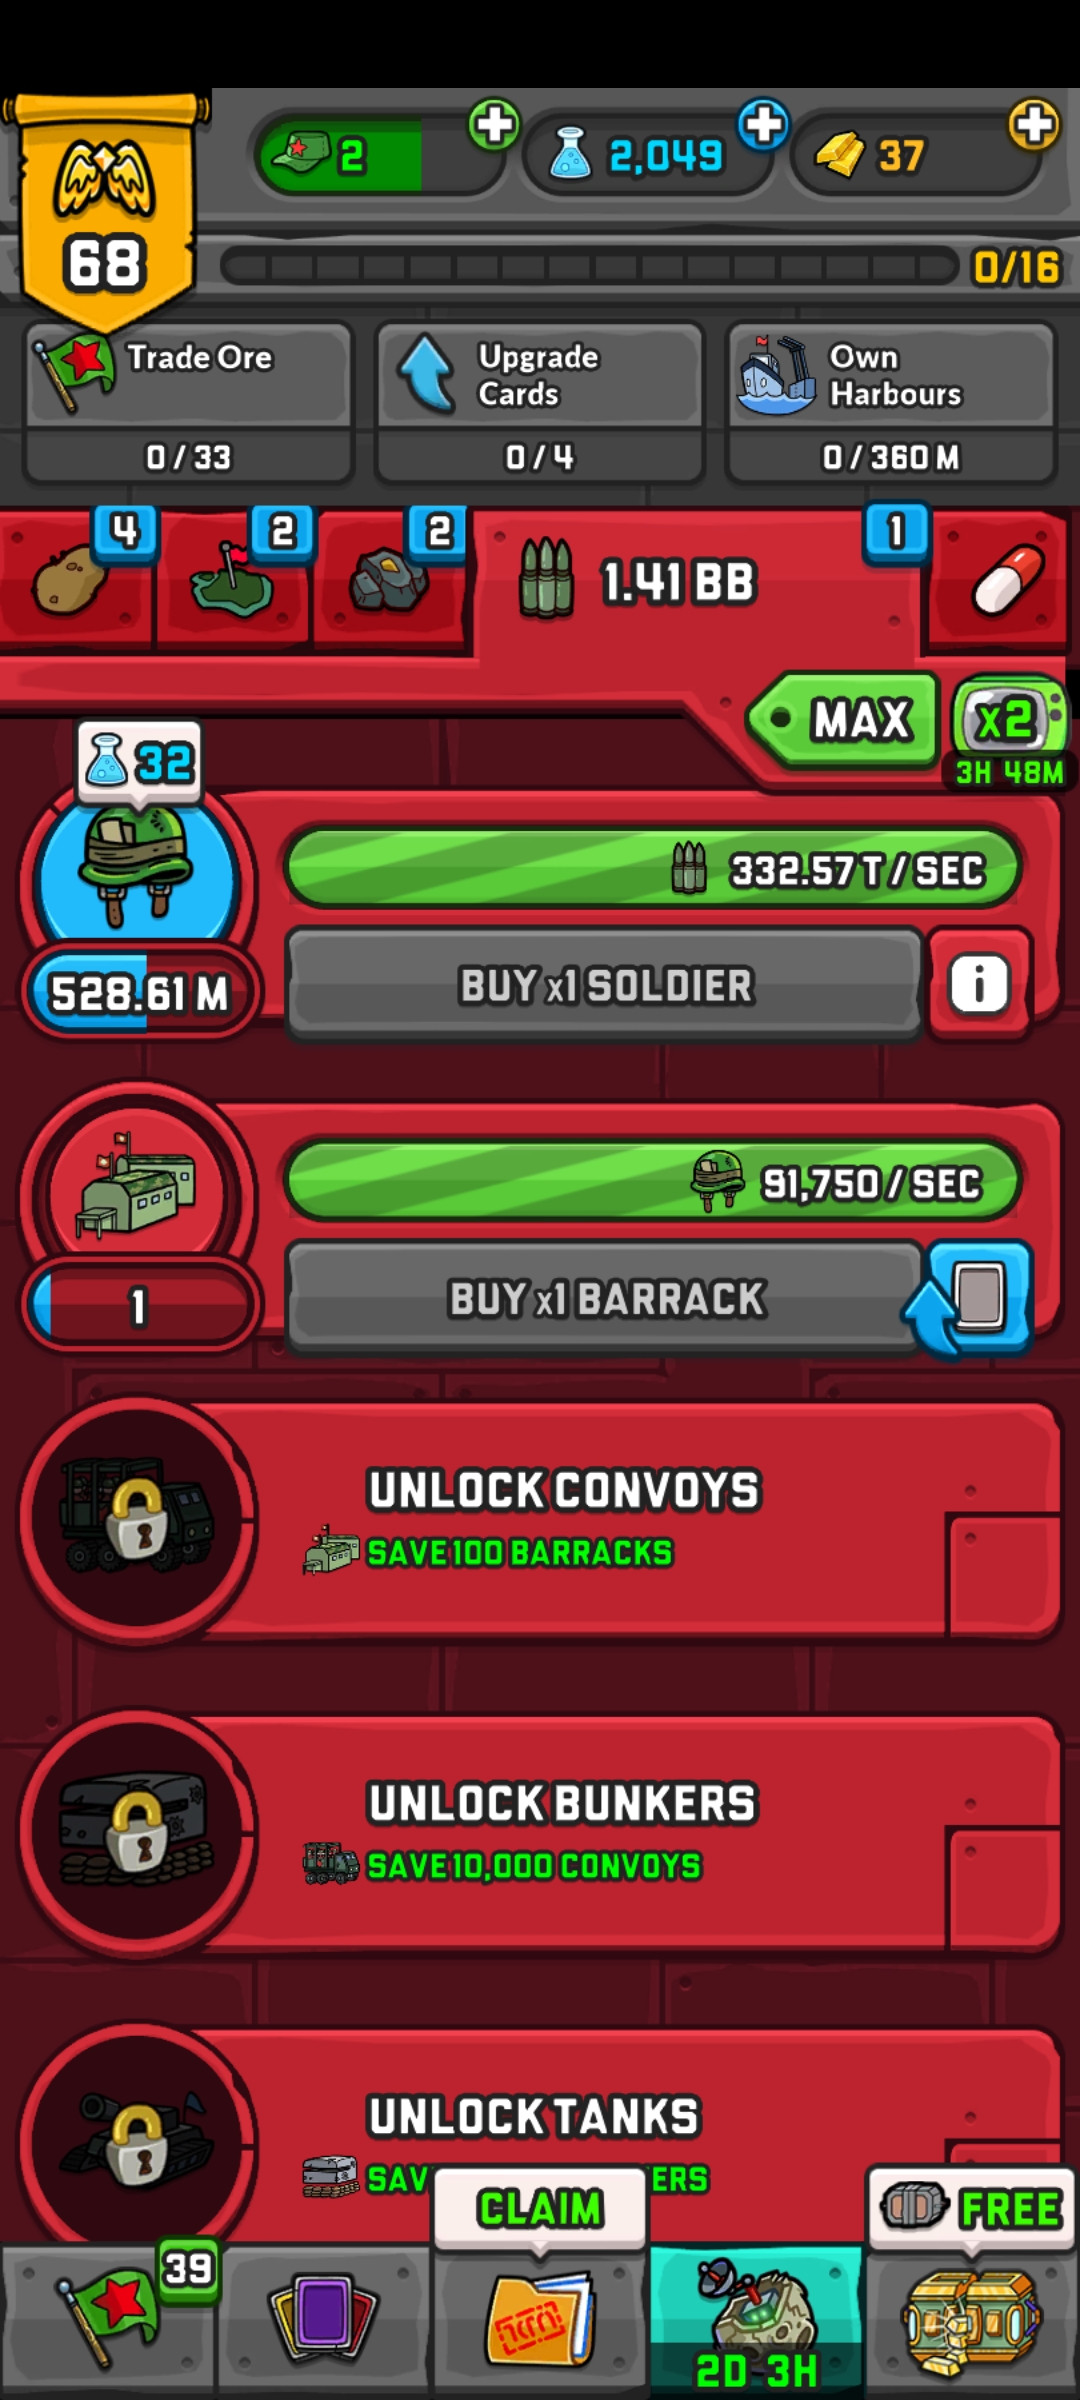 2
2,049
37
68
0/16
Trade Ore
0 / 33
Upgrade
Cards
0 / 4
Own
Harbours
0 / 360 M
4
2
2
1.41 BB
1
MAX
x2
3H 48M
32
332.57 T / SEC
528.61 M
BUY x1 SOLDIER
i
91,750 / SEC
1
BUY x1 BARRACK
UNLOCK CONVOYS
SAVE 100 BARRACKS
UNLOCK BUNKERS
SAVE 10,000 CONVOYS
UNLOCK TANKS
CLAIM
FREE
39
2D 3H